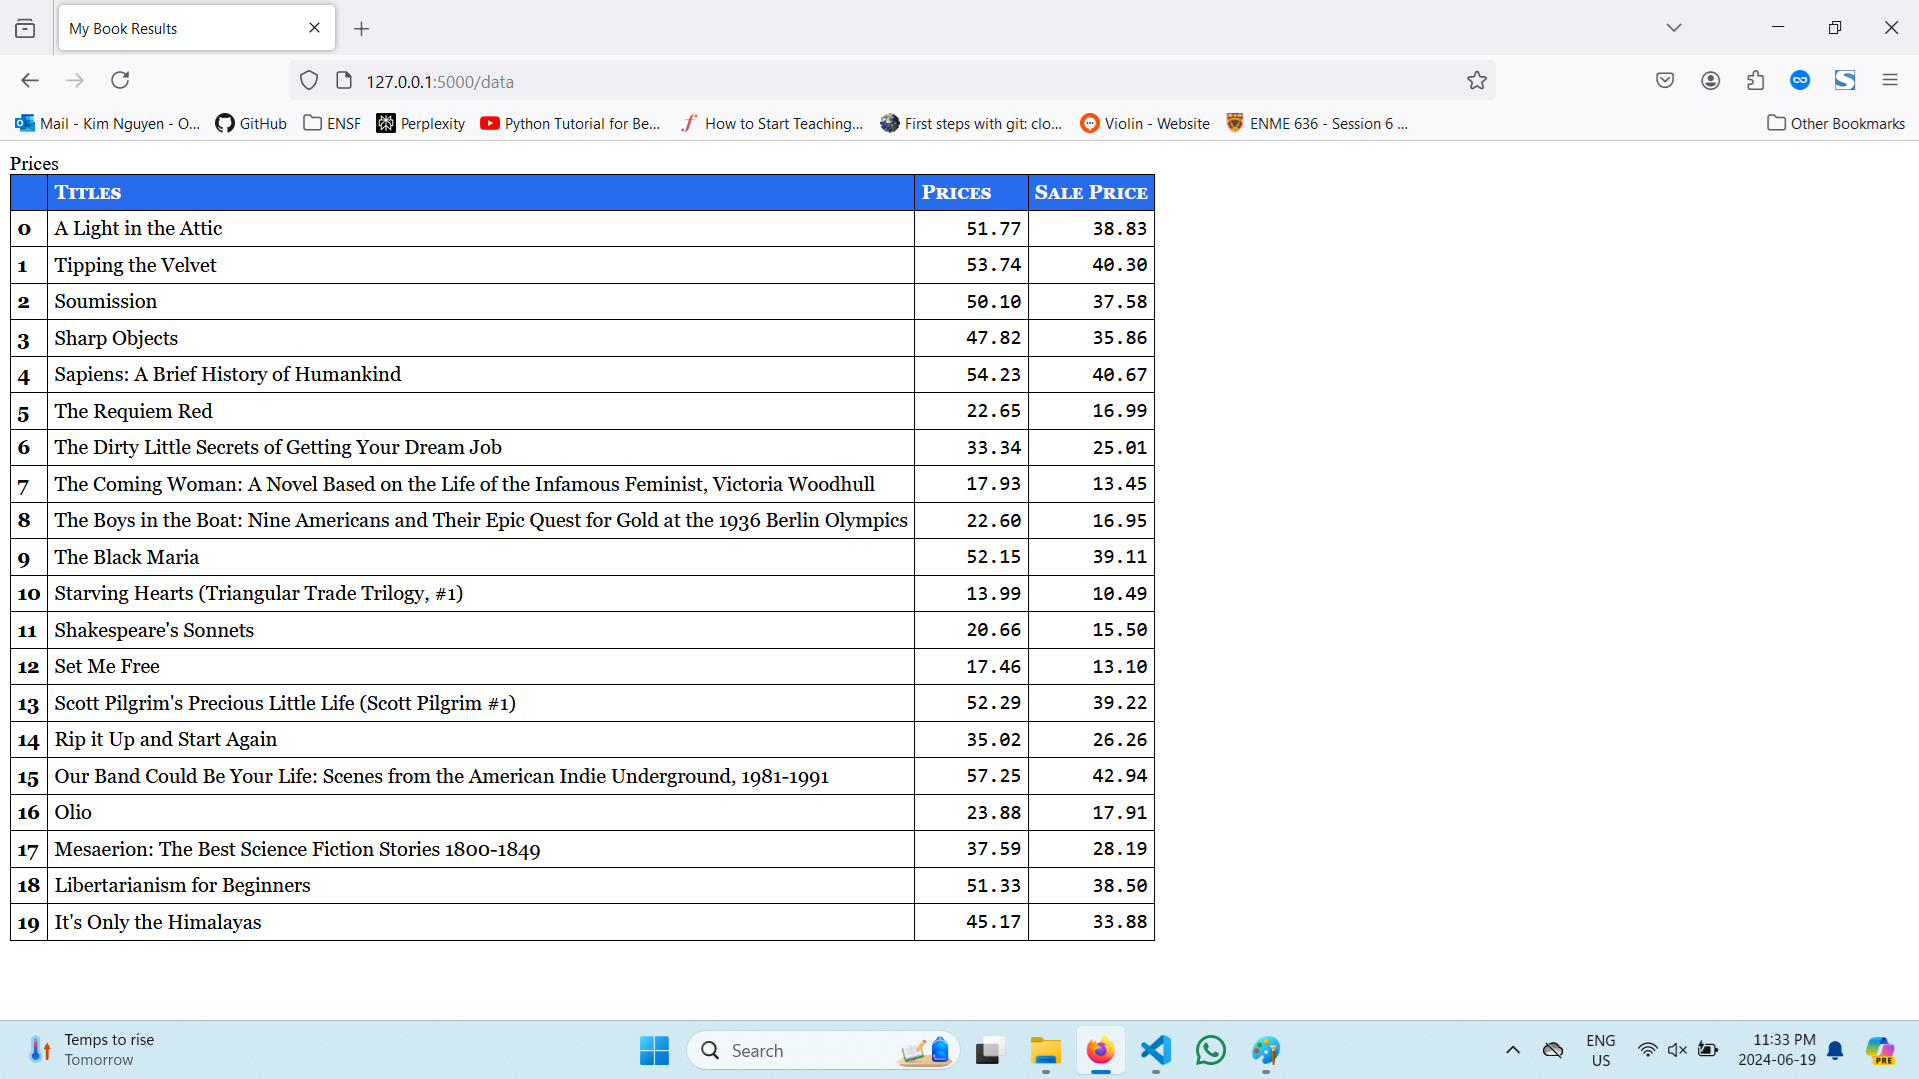 My Book Results
127.0.0.1:5000/data
Mail - Kim Nguyen - O... GitHub ENSF Perplexity Python Tutorial for Be... How to Start Teaching... First steps with git: clo... Violin - Website ENME 636 - Session 6 ... Other Bookmarks
Prices
Titles Prices Sale Price
0 A Light in the Attic 51.77 38.83
1 Tipping the Velvet 53.74 40.30
2 Soumission 50.10 37.58
3 Sharp Objects 47.82 35.86
4 Sapiens: A Brief History of Humankind 54.23 40.67
5 The Requiem Red 22.65 16.99
6 The Dirty Little Secrets of Getting Your Dream Job 33.34 25.01
7 The Coming Woman: A Novel Based on the Life of the Infamous Feminist, Victoria Woodhull 17.93 13.45
8 The Boys in the Boat: Nine Americans and Their Epic Quest for Gold at the 1936 Berlin Olympics 22.60 16.95
9 The Black Maria 52.15 39.11
10 Starving Hearts (Triangular Trade Trilogy, #1) 13.99 10.49
11 Shakespeare's Sonnets 20.66 15.50
12 Set Me Free 17.46 13.10
13 Scott Pilgrim's Precious Little Life (Scott Pilgrim #1) 52.29 39.22
14 Rip it Up and Start Again 35.02 26.26
15 Our Band Could Be Your Life: Scenes from the American Indie Underground, 1981-1991 57.25 42.94
16 Olio 23.88 17.91
17 Mesaerion: The Best Science Fiction Stories 1800-1849 37.59 28.19
18 Libertarianism for Beginners 51.33 38.50
19 It's Only the Himalayas 45.17 33.88
Temps to rise
Tomorrow
Search
ENG
US
11:33 PM
2024-06-19
PRE